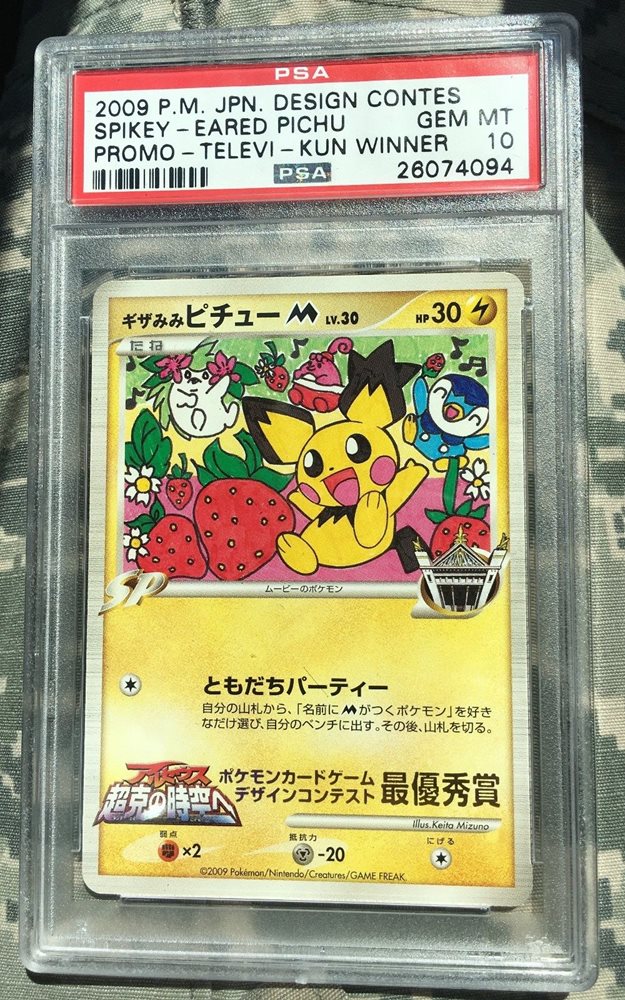 PSA
2009 P.M. JPN. DESIGN CONTES
SPIKEY-EARED PICHU GEM MT
PROMO-TELEVI-KUN WINNER 10
PSA 26074094
ギザみみピチューM LV.30 HP30
たね
SP
ムービーのポケモン
ともだちパーティー
自分の山札から、「名前にMがつくポケモン」を好き
なだけ選び、自分のベンチに出す。その後、山札を切る。
アルセウス
超克の時空へ
ポケモンカードゲーム
デザインコンテスト 最優秀賞
Illus.Keita Mizuno
弱点 抵抗力 にげる
×2 -20
©2009 Pokémon/Nintendo/Creatures/GAME FREAK.